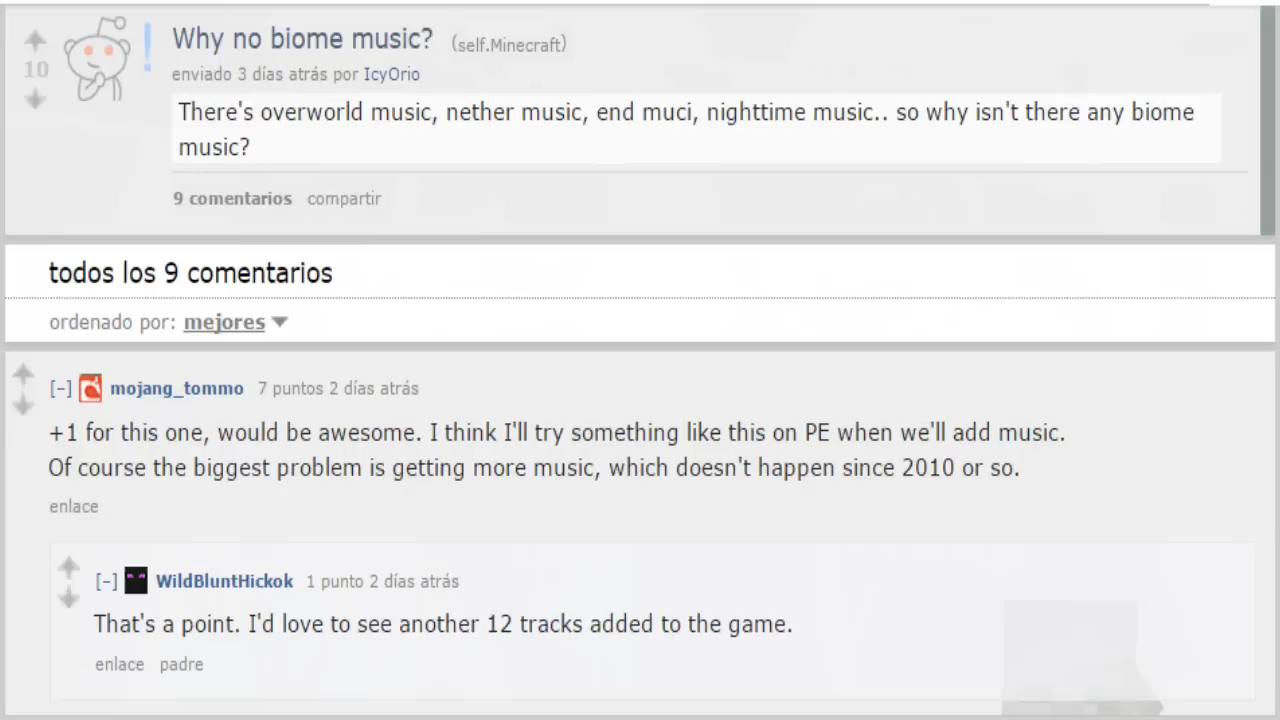 Why no biome music? (self.Minecraft)
10
enviado 3 días atrás por IcyOrio
There's overworld music, nether music, end muci, nighttime music.. so why isn't there any biome
music?
9 comentarios compartir
todos los 9 comentarios
ordenado por: mejores
[-] mojang_tommo 7 puntos 2 días atrás
+1 for this one, would be awesome. I think I'll try something like this on PE when we'll add music.
Of course the biggest problem is getting more music, which doesn't happen since 2010 or so.
enlace
[-] WildBluntHickok 1 punto 2 días atrás
That's a point. I'd love to see another 12 tracks added to the game.
enlace padre